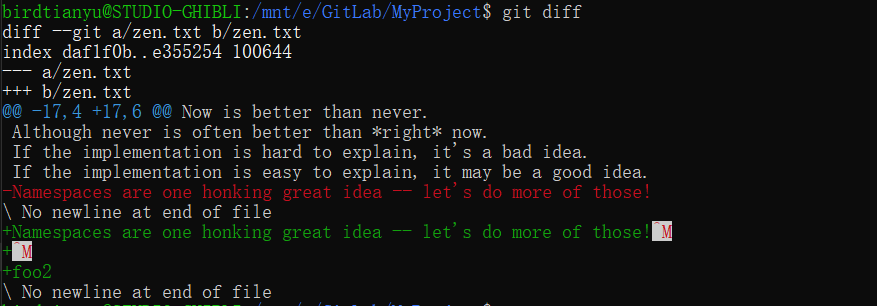 birdtianyu@STUDIO-GHIBLI:/mnt/e/GitLab/MyProject$ git diff
diff --git a/zen.txt b/zen.txt
index daf1f0b..e355254 100644
--- a/zen.txt
+++ b/zen.txt
@@ -17,4 +17,6 @@ Now is better than never.
 Although never is often better than *right* now.
 If the implementation is hard to explain, it's a bad idea.
 If the implementation is easy to explain, it may be a good idea.
-Namespaces are one honking great idea -- let's do more of those!
\ No newline at end of file
+Namespaces are one honking great idea -- let's do more of those!^M
+^M
+foo2
\ No newline at end of file